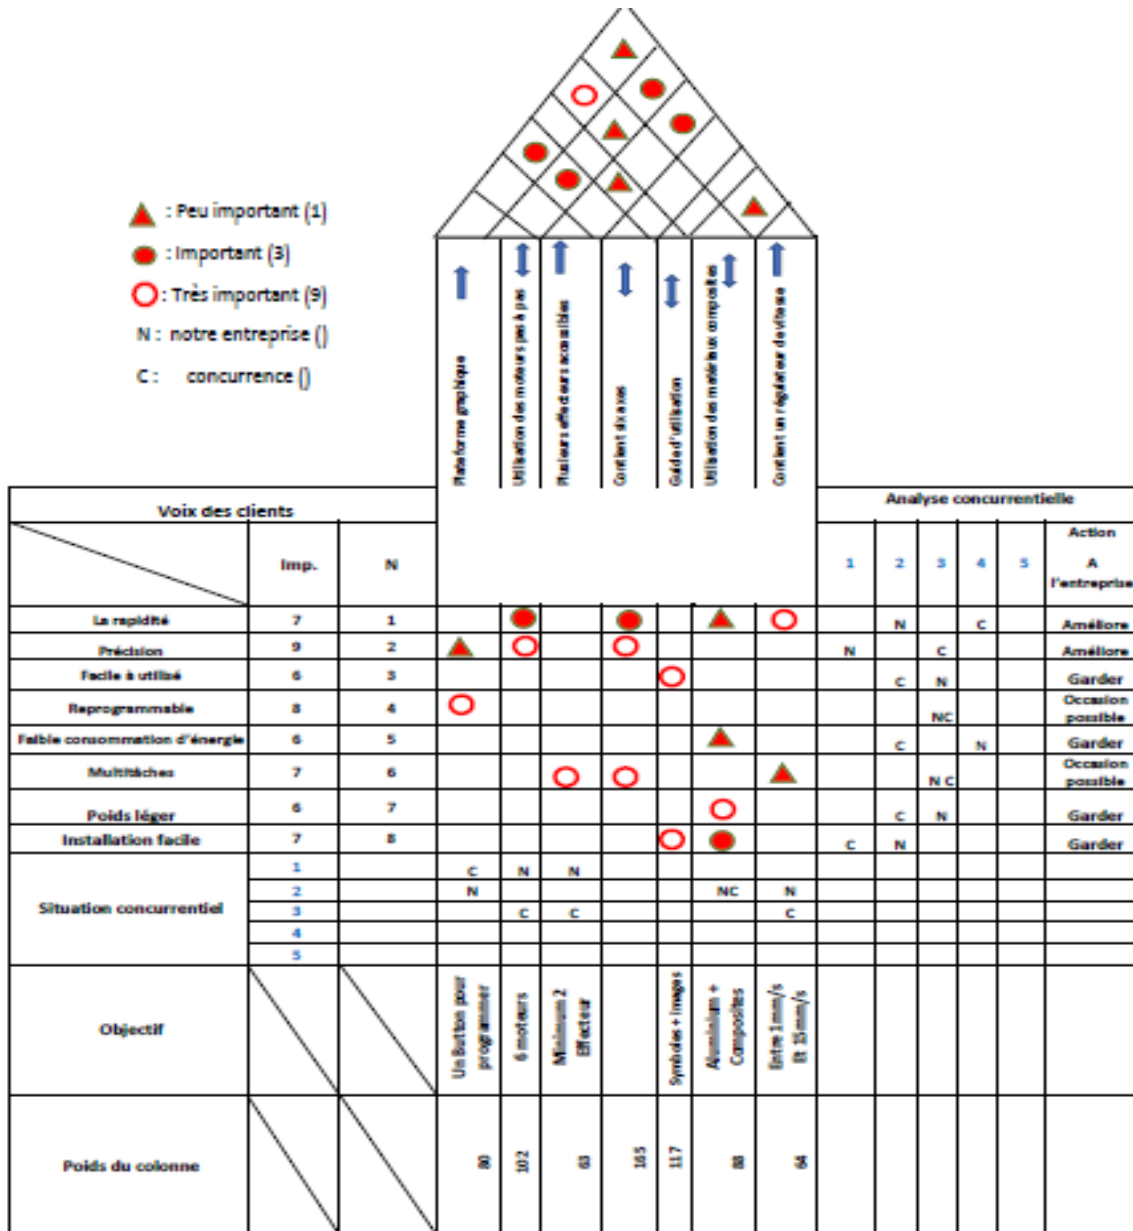 : Peu important (1)
: Important (3)
: Très important (9)
N : notre entreprise ()
C : concurrence ()
Plateforme graphique
Utilisation des moteurs pas à pas
Plusieurs effecteurs accessibles
Contient six axes
Guide d'utilisation
Utilisation des matériaux composites
Contient un régulateur de vitesse
Voix des clients
Analyse concurrentielle
Imp. N 1 2 3 4 5 Action
A
l'entreprise
La rapidité 7 1 N C Améliore
Précision 9 2 N C Améliore
Facile à utilisé 6 3 C N Garder
Reprogrammable 8 4 NC Occasion
possible
Faible consommation d'énergie 6 5 C N Garder
Multitâches 7 6 N C Occasion
possible
Poids léger 6 7 C N Garder
Installation facile 7 8 C N Garder
Situation concurrentiel
1 C N N
2 N NC N
3 C C C
4
5
Objectif
Un Button pour
programmer
6 moteurs
Minimum 2
Effecteur
Symboles + Images
Aluminium +
Composites
Entre 1mm/s
Et 15mm/s
Poids du colonne 80 102 63 165 117 88 64